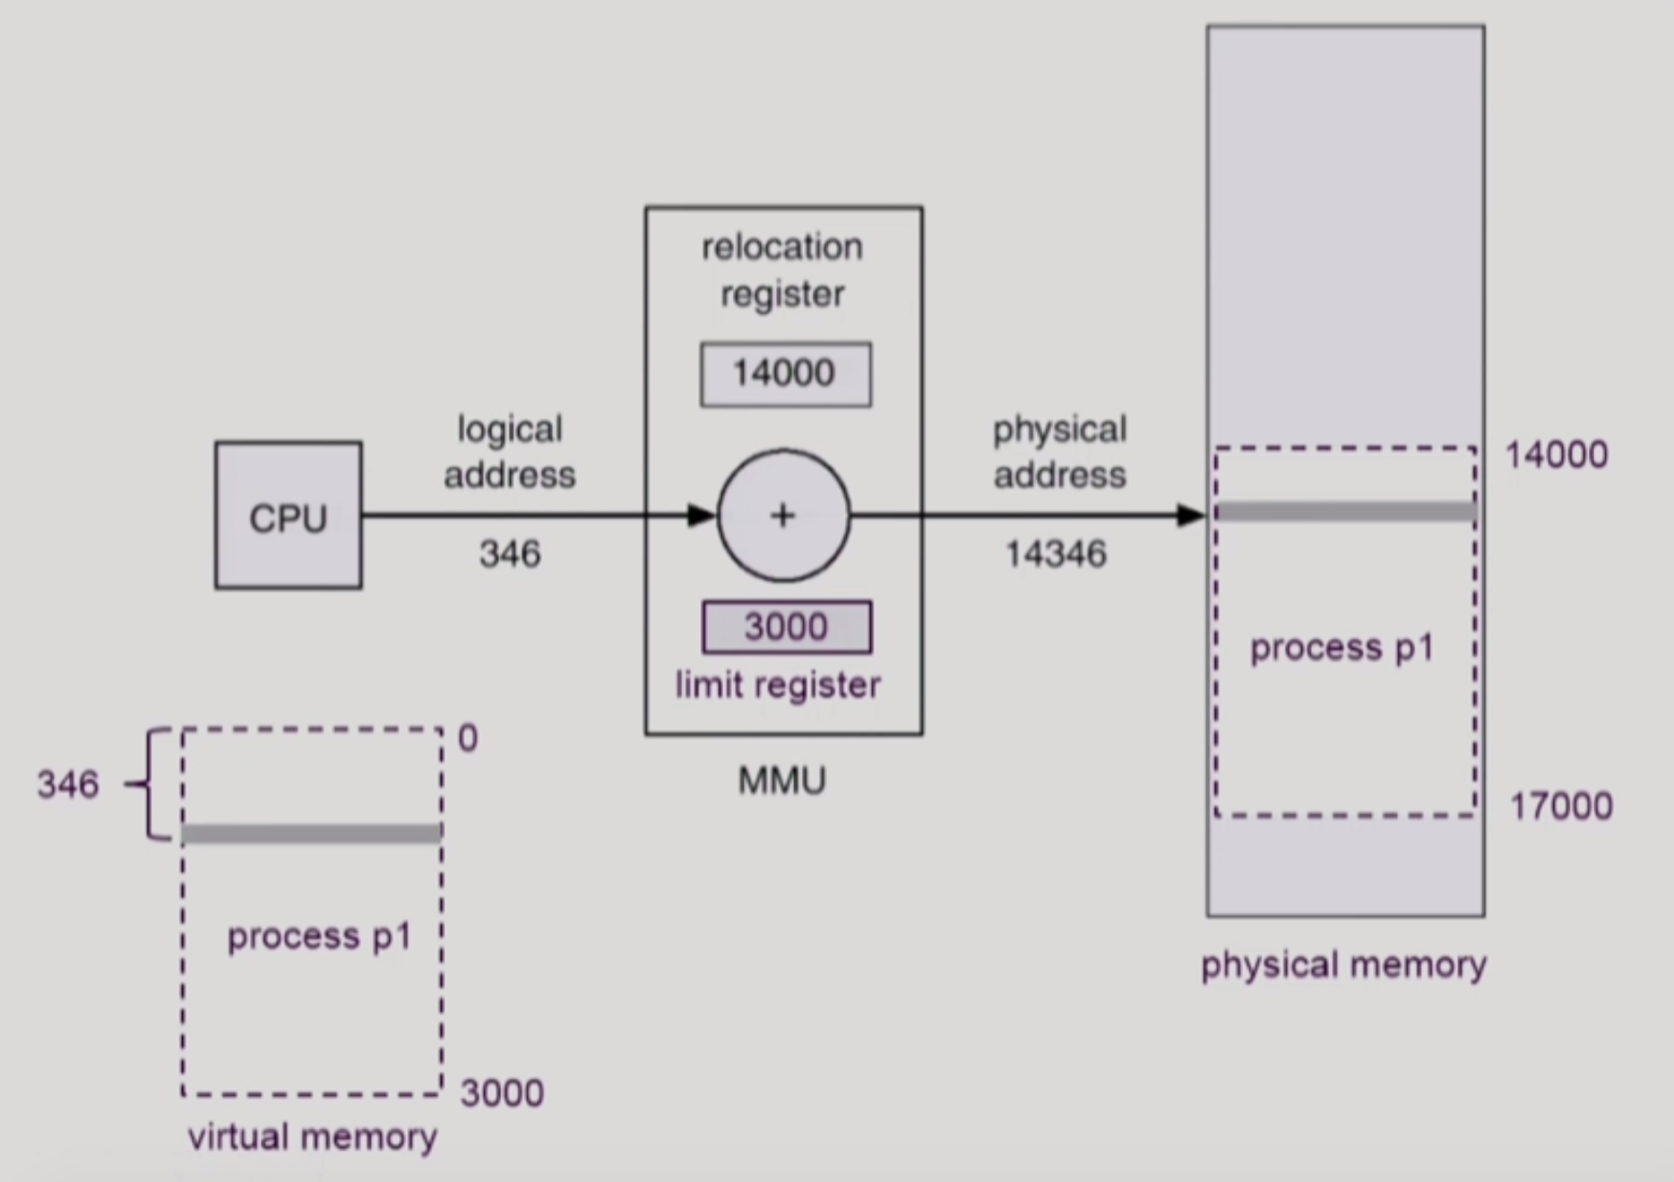 relocation
register
14000
logical
address
physical
address
14000
CPU
+
346
14346
3000
limit register
process p1
MMU
0
346
17000
process p1
physical memory
3000
virtual memory